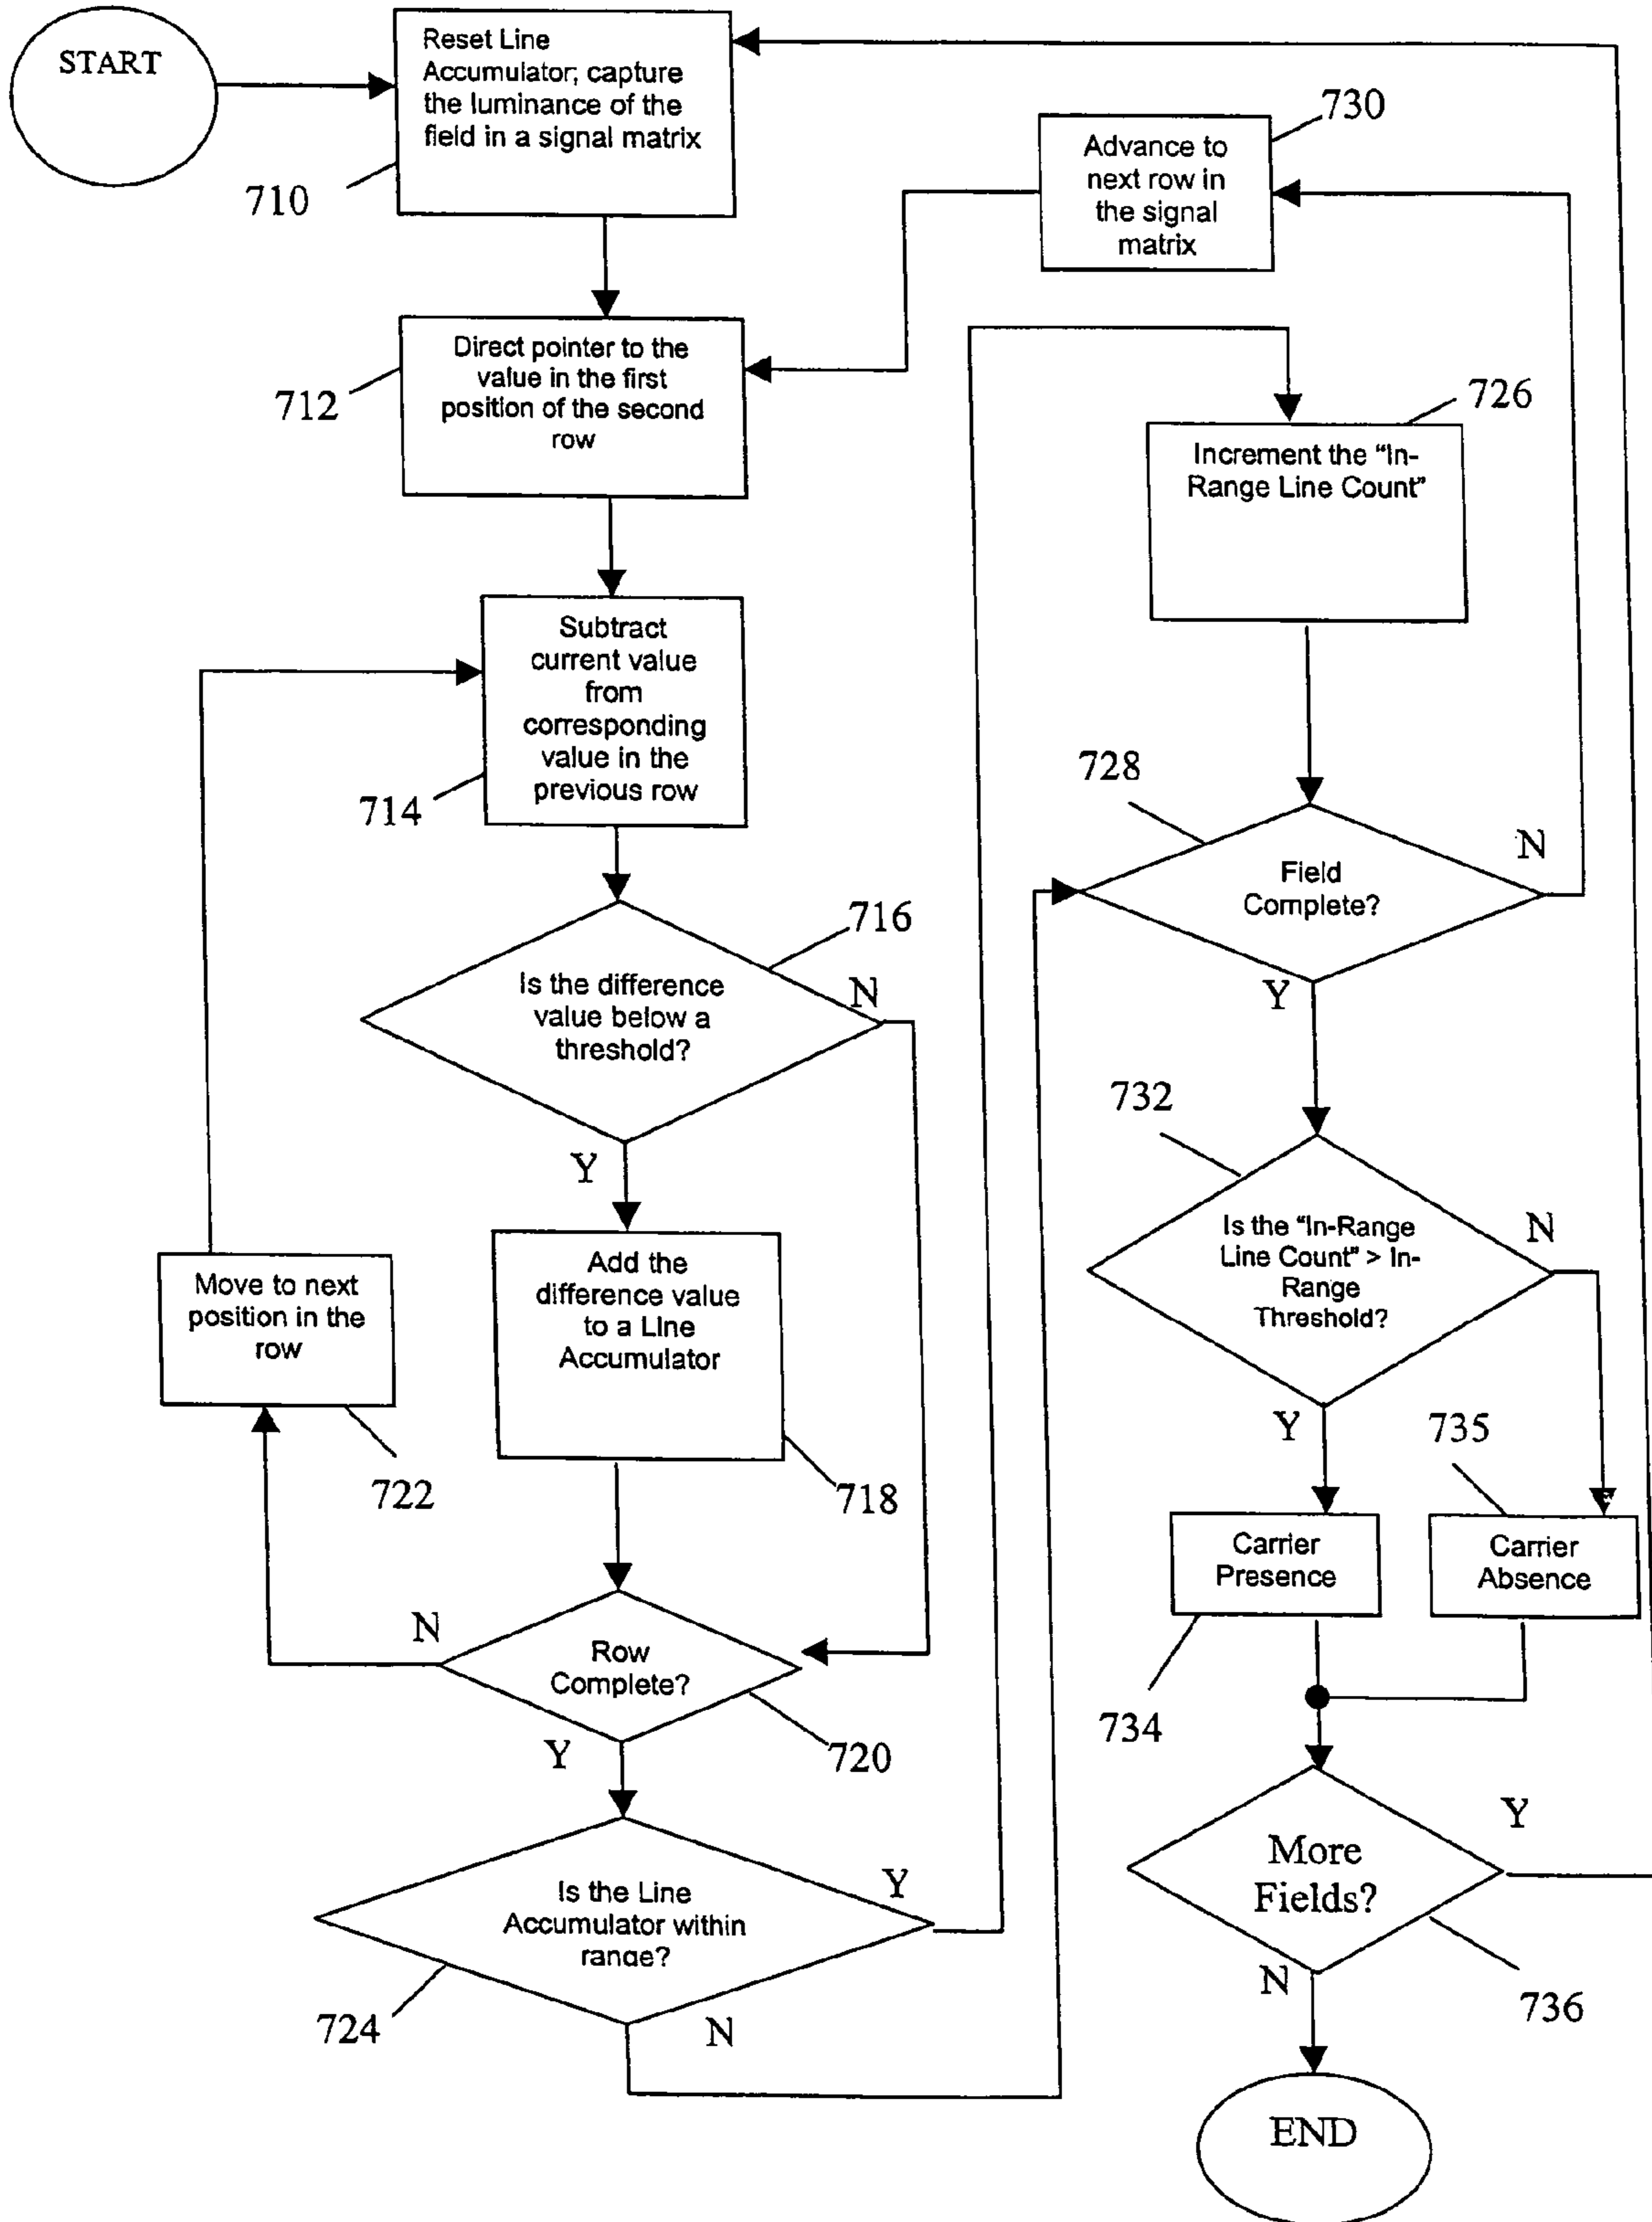 START
Reset Line
Accumulator; capture
the luminance of the
field in a signal matrix
710
730
Advance to
next row in
the signal
matrix
Direct pointer to the
value in the first
position of the second
row
712
726
Increment the “In-
Range Line Count”
Subtract
current value
from
corresponding
value in the
previous row
714
728
N
Field
Complete?
Y
716
Is the difference
value below a
threshold?
N
Y
732
Is the “In-Range
Line Count” > In-
Range
Threshold?
N
Y
Add the
difference value
to a Line
Accumulator
718
Move to next
position in the
row
722
735
Carrier
Presence
734
Carrier
Absence
N
Row
Complete?
720
Y
Is the Line
Accumulator within
range?
Y
724
N
More
Fields?
Y
N
736
END